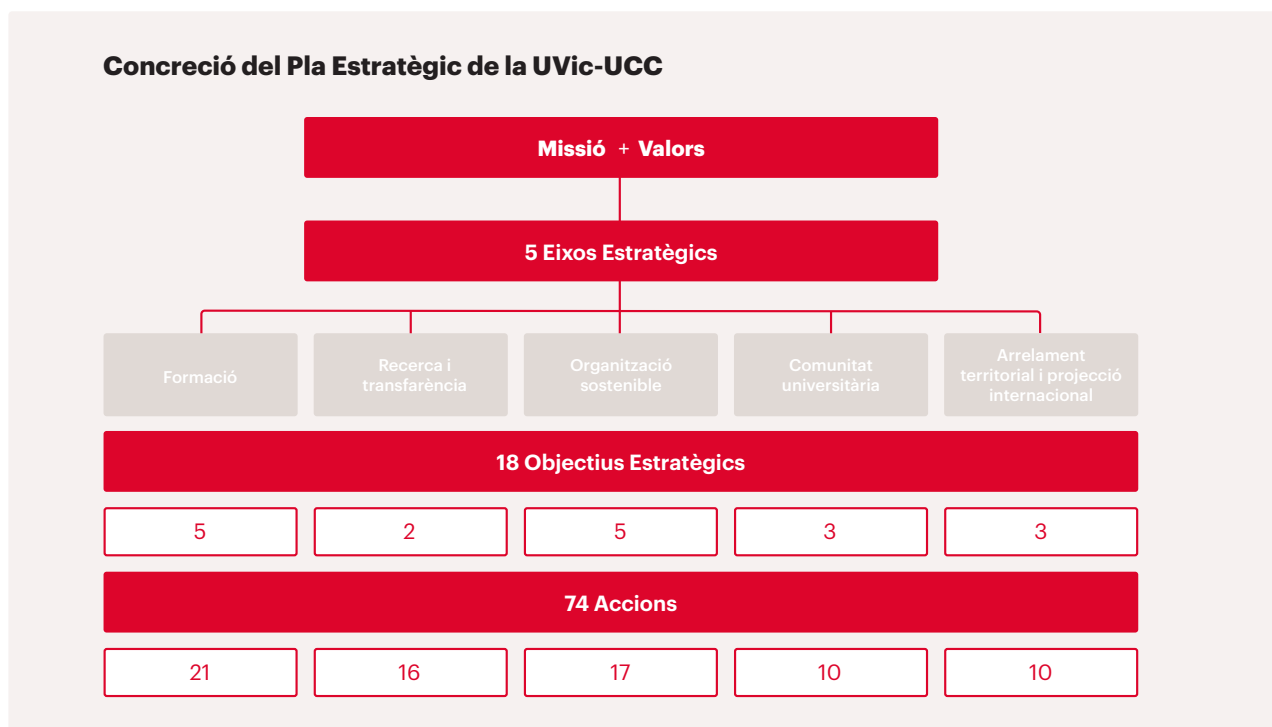 Concreció del Pla Estratègic de la UVic-UCC
Missió + Valors
5 Eixos Estratègics
Formació
Recerca i
transfarència
Organització
sostenible
Comunitat
universitària
Arrelament
territorial i projecció
internacional
18 Objectius Estratègics
5
2
5
3
3
74 Accions
21
16
17
10
10